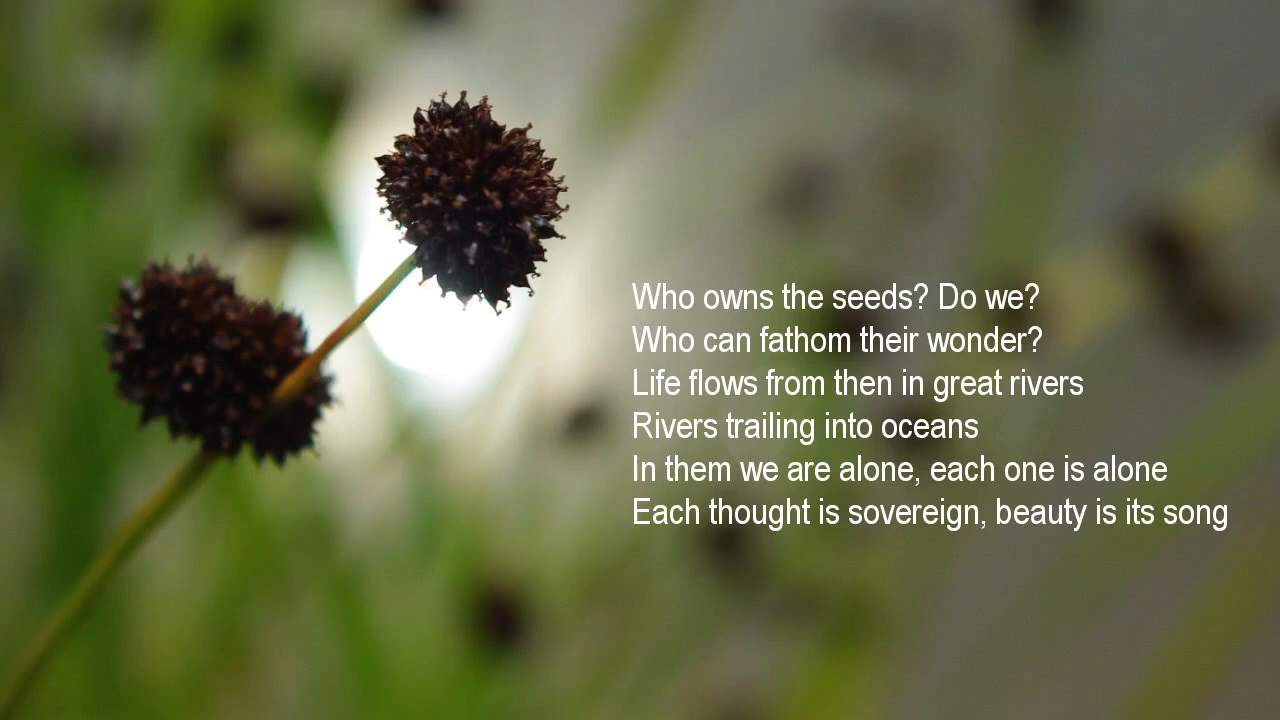 Who owns the seeds? Do we?
Who can fathom their wonder?
Life flows from then in great rivers
Rivers trailing into oceans
In them we are alone, each one is alone
Each thought is sovereign, beauty is its song